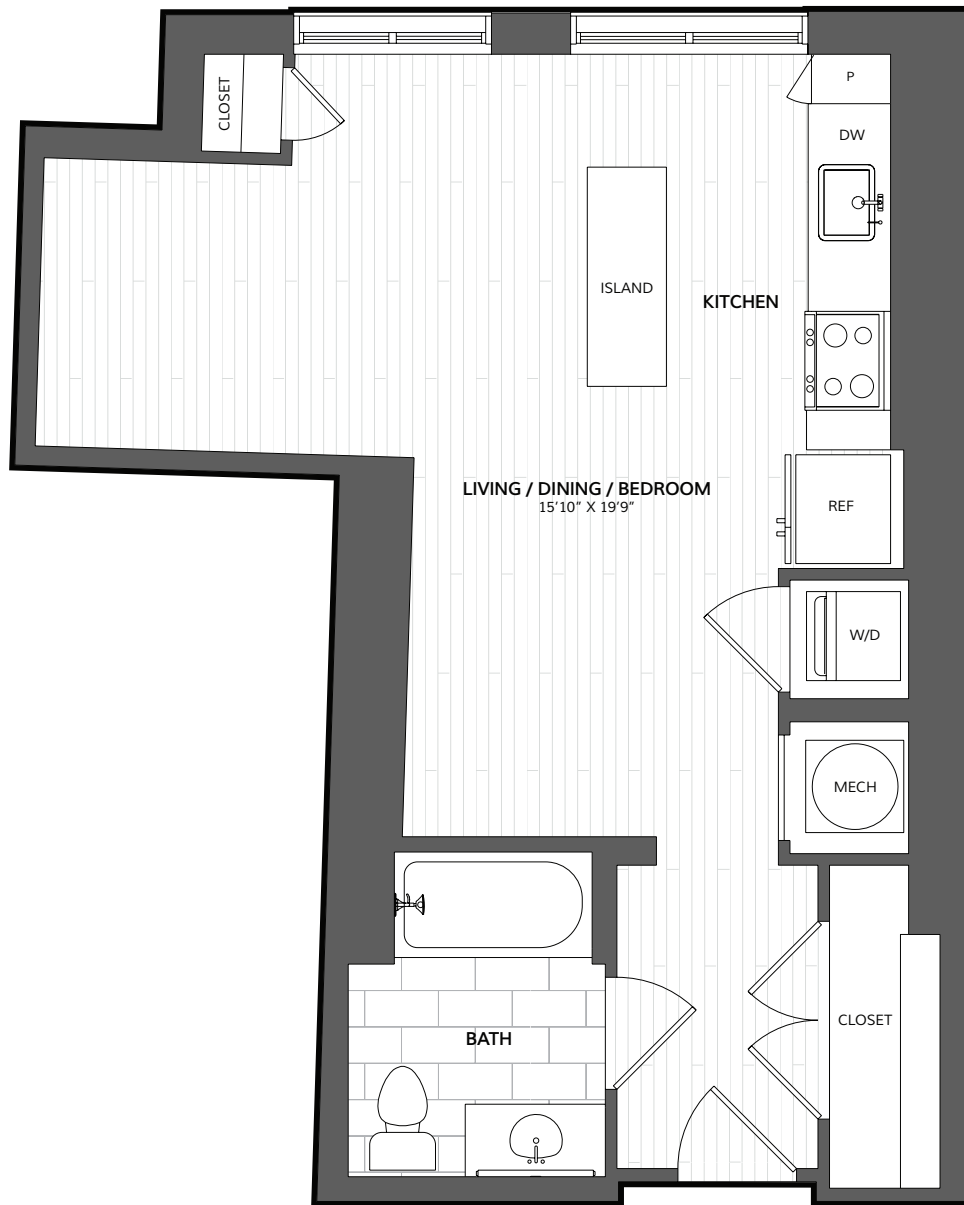 CLOSET
P
DW
ISLAND
KITCHEN
LIVING / DINING / BEDROOM
15'10" X 19'9"
REF
W/D
MECH
CLOSET
BATH